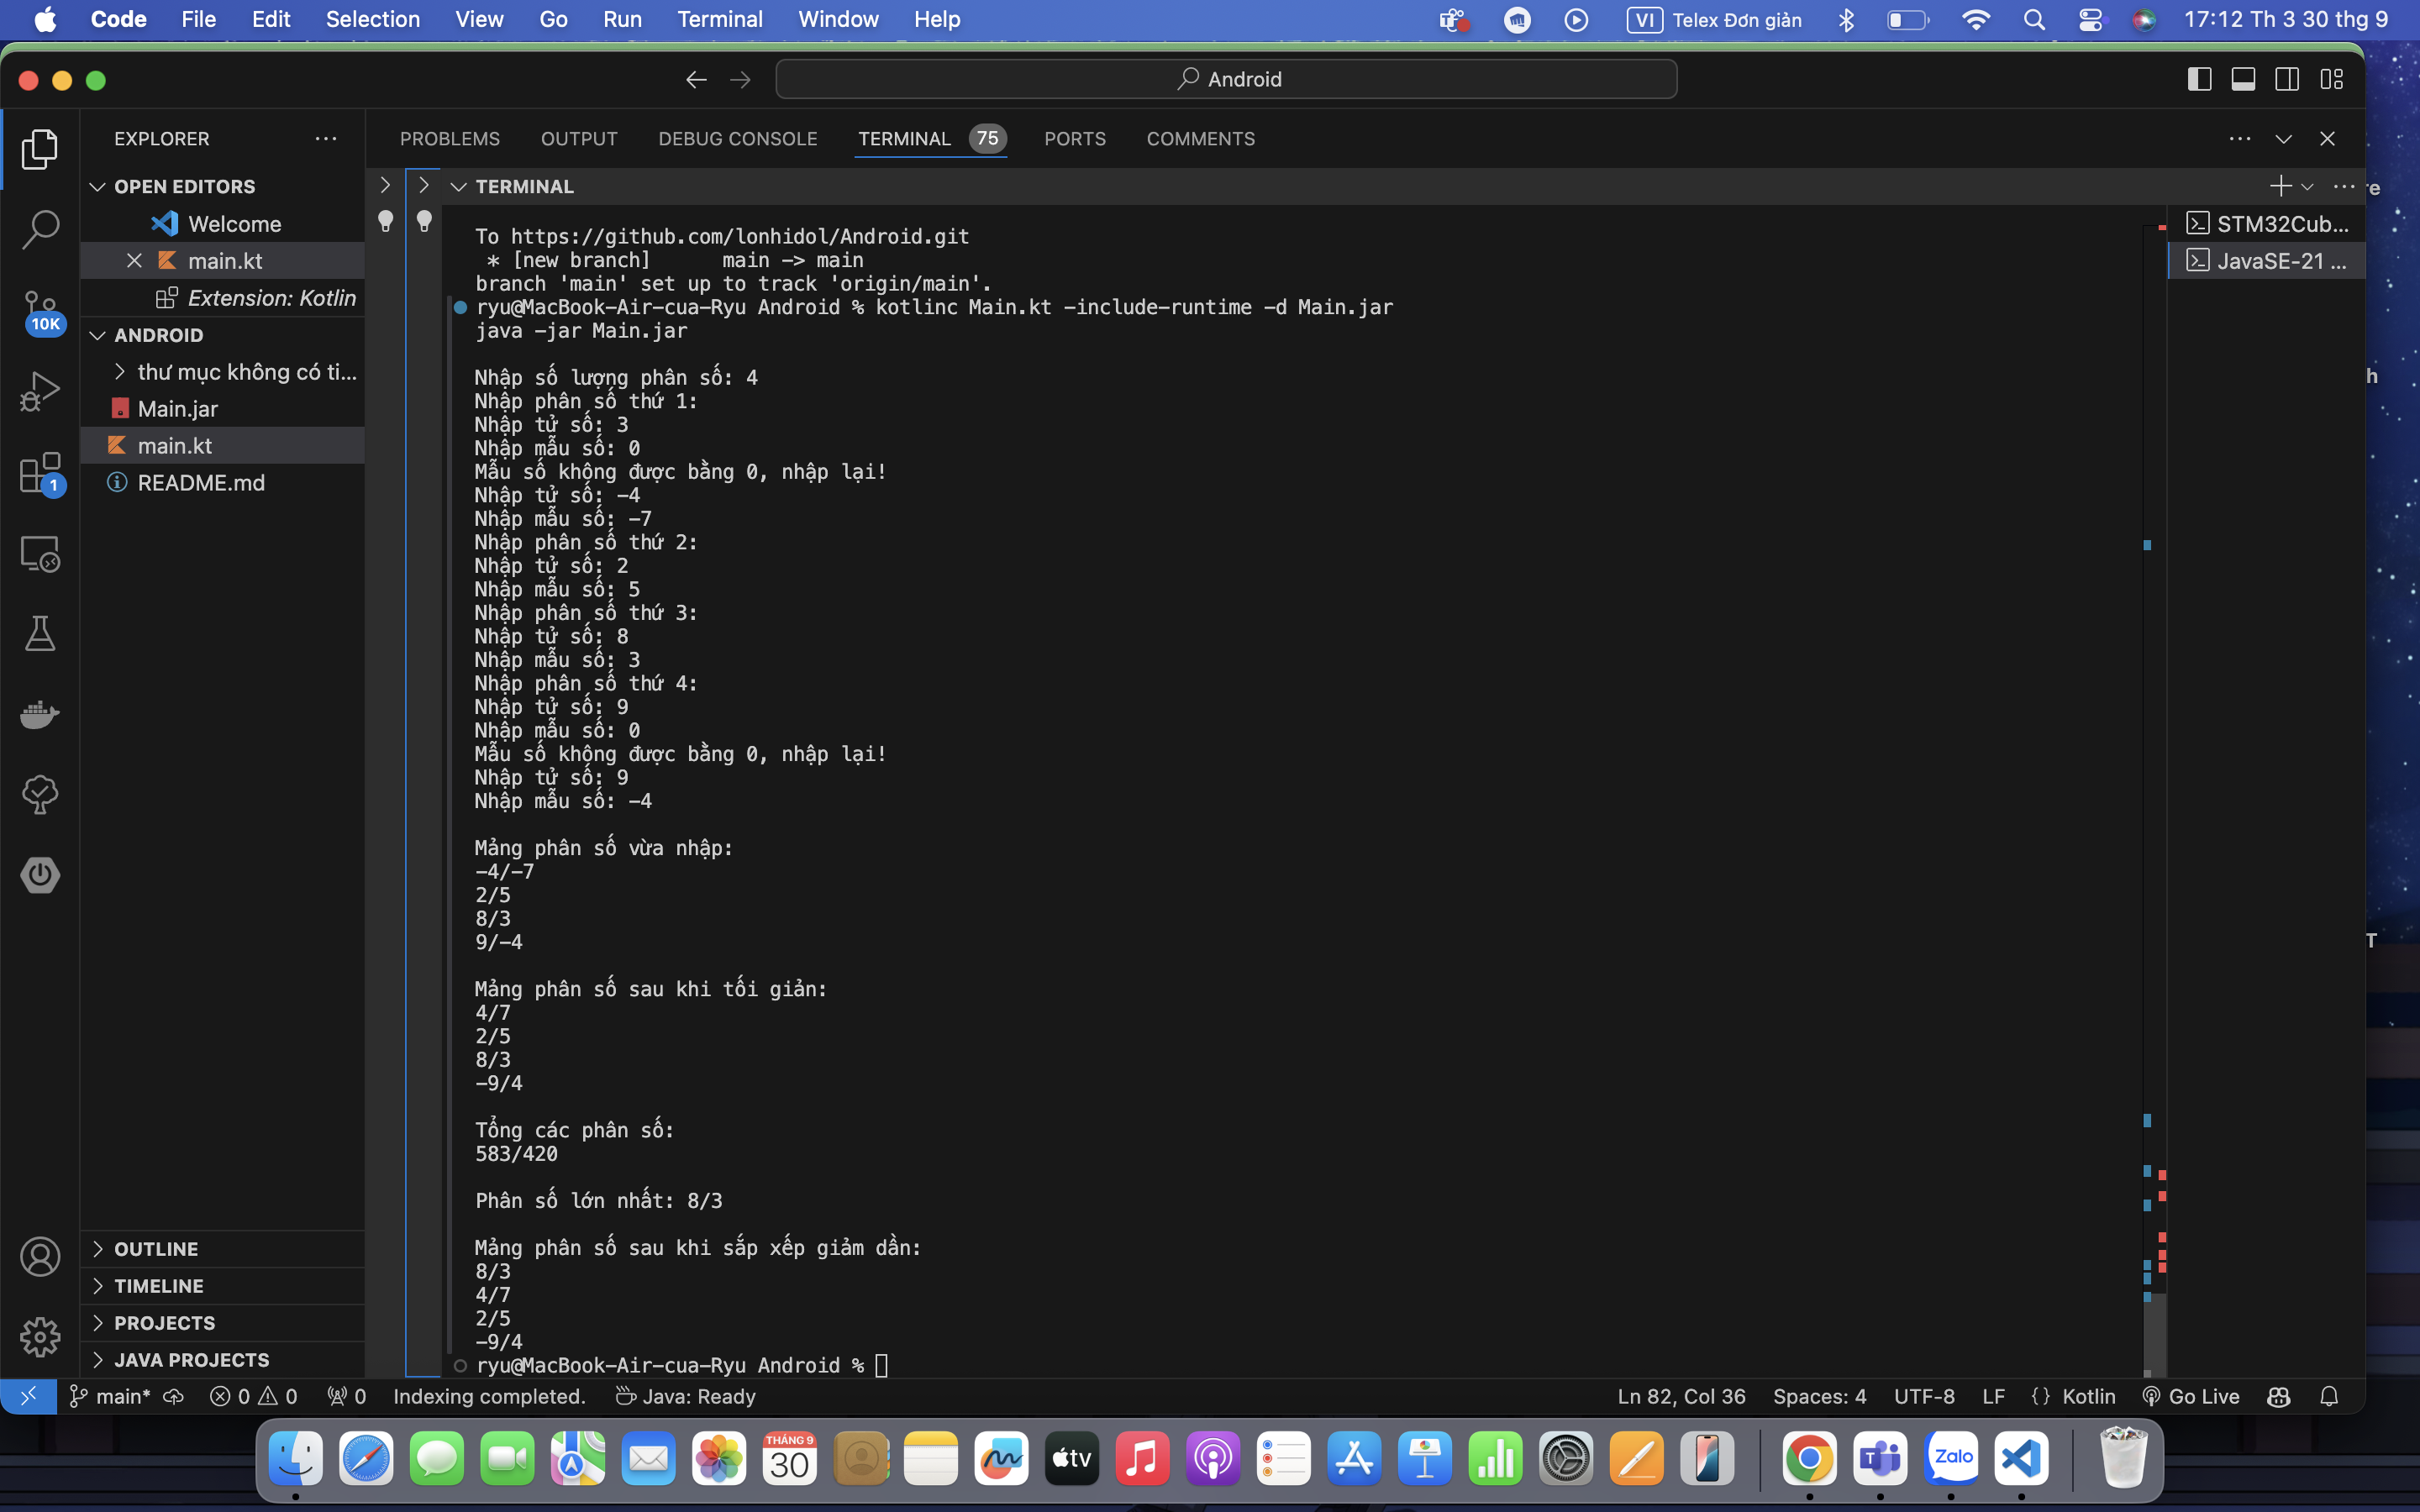 Code File Edit Selection View Go Run Terminal Window Help VI Telex Đơn giản 17:12 Th 3 30 thg 9
Android
EXPLORER
PROBLEMS OUTPUT DEBUG CONSOLE TERMINAL 75 PORTS COMMENTS
OPEN EDITORS
Welcome
main.kt
Extension: Kotlin
10K
ANDROID
thư mục không có ti...
Main.jar
main.kt
1
README.md
OUTLINE
TIMELINE
PROJECTS
JAVA PROJECTS
TERMINAL
STM32Cub...
JavaSE-21 ...
To https://github.com/lonhidol/Android.git
* [new branch] main -> main
branch 'main' set up to track 'origin/main'.
ryu@MacBook-Air-cua-Ryu Android % kotlinc Main.kt -include-runtime -d Main.jar
java -jar Main.jar
Nhập số lượng phân số: 4
Nhập phân số thứ 1:
Nhập tử số: 3
Nhập mẫu số: 0
Mẫu số không được bằng 0, nhập lại!
Nhập tử số: -4
Nhập mẫu số: -7
Nhập phân số thứ 2:
Nhập tử số: 2
Nhập mẫu số: 5
Nhập phân số thứ 3:
Nhập tử số: 8
Nhập mẫu số: 3
Nhập phân số thứ 4:
Nhập tử số: 9
Nhập mẫu số: 0
Mẫu số không được bằng 0, nhập lại!
Nhập tử số: 9
Nhập mẫu số: -4
Mảng phân số vừa nhập:
-4/-7
2/5
8/3
9/-4
Mảng phân số sau khi tối giản:
4/7
2/5
8/3
-9/4
Tổng các phân số:
583/420
Phân số lớn nhất: 8/3
Mảng phân số sau khi sắp xếp giảm dần:
8/3
4/7
2/5
-9/4
ryu@MacBook-Air-cua-Ryu Android %
re
h
T
main* 0 0 0 Indexing completed. Java: Ready Ln 82, Col 36 Spaces: 4 UTF-8 LF {} Kotlin Go Live
THÁNG 9
30
tv
Zalo